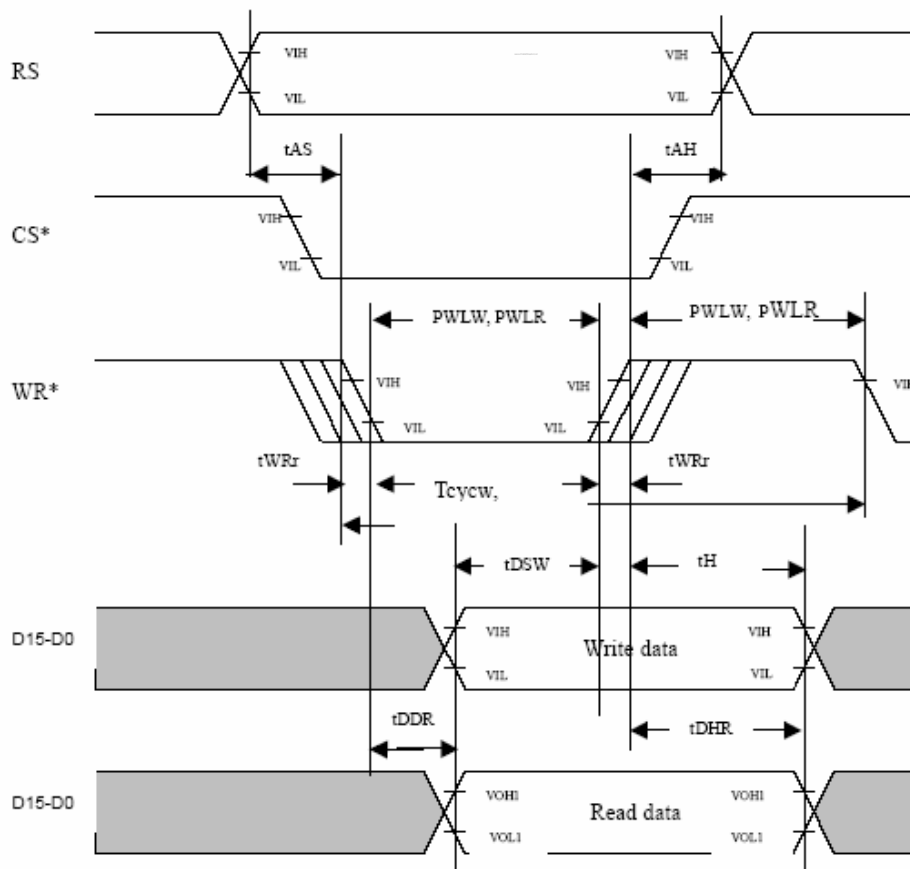 RS
VIH
VIH
VIL
VIL
tAS
tAH
CS*
VIH
VIH
VIL
VIL
PWLW, PWLR
PWLW, PWLR
WR*
VIH
VIH
VIH
VIL
VIL
tWRr
Tcycw,
tWRr
tDSW
tH
D15-D0
VIH
Write data
VIH
VIL
VIL
tDDR
tDHR
D15-D0
VOH1
Read data
VOH1
VOL1
VOL1